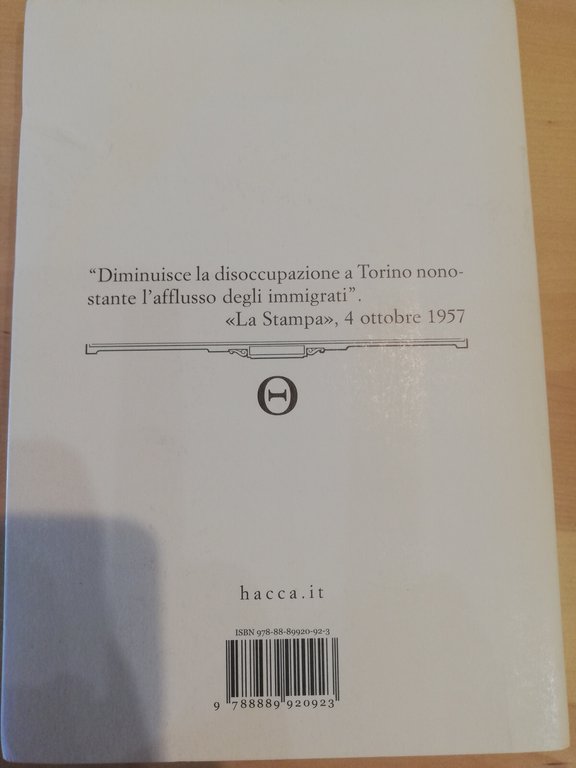 “Diminuisce la disoccupazione a Torino nono-
stante l’afflusso degli immigrati”.
«La Stampa», 4 ottobre 1957
Θ
hacca.it
ISBN 978-88-89920-92-3
9 788889 920923